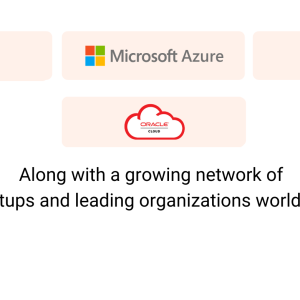 Microsoft Azure
ORACLE
CLOUD
Along with a growing network of
tups and leading organizations world